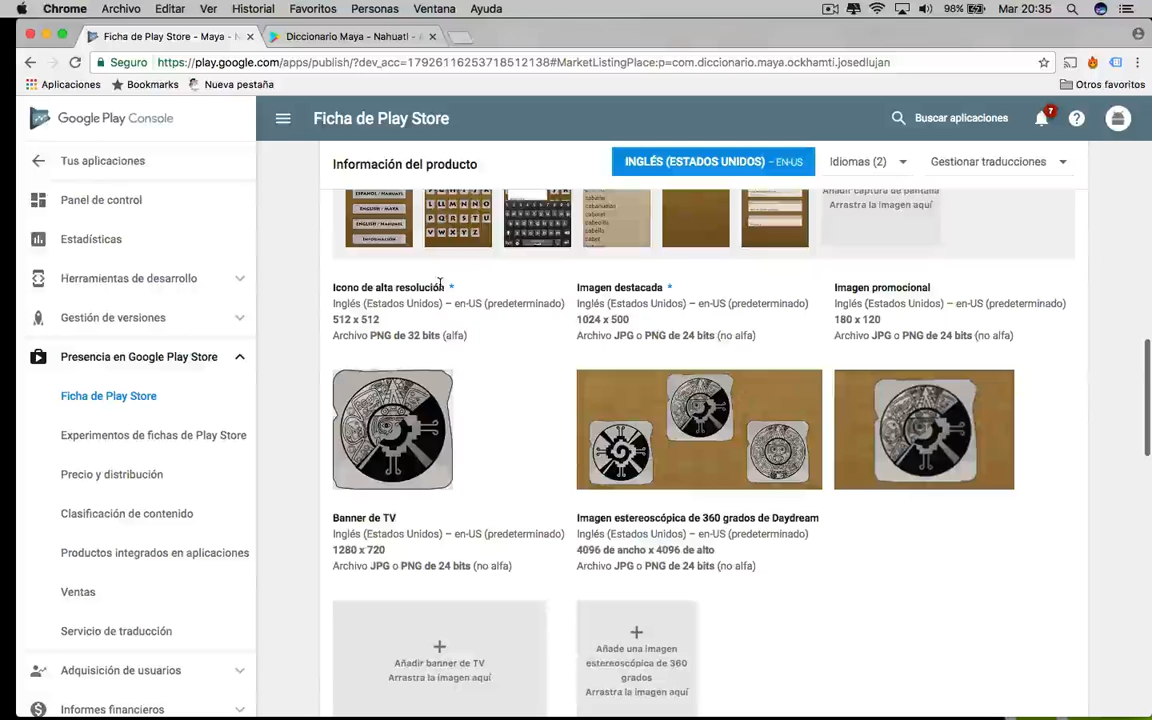 Chrome Archivo Editar Ver Historial Favoritos Personas Ventana Ayuda 98% Mar 20:35
Ficha de Play Store - Maya - N × Diccionario Maya - Nahuatl - ×
Seguro https://play.google.com/apps/publish/?dev_acc=17926116253718512138#MarketListingPlace:p=com.diccionario.maya.ockhamti.josedlujan
Aplicaciones Bookmarks Nueva pestaña Otros favoritos
Google Play Console
Ficha de Play Store
Buscar aplicaciones
7
Tus aplicaciones
Panel de control
Estadísticas
Herramientas de desarrollo
Gestión de versiones
Presencia en Google Play Store
Ficha de Play Store
Experimentos de fichas de Play Store
Precio y distribución
Clasificación de contenido
Productos integrados en aplicaciones
Ventas
Servicio de traducción
Adquisición de usuarios
Informes financieros
Información del producto
INGLÉS (ESTADOS UNIDOS) – EN-US
Idiomas (2)
Gestionar traducciones
ESPAÑOL / NAHUATL
ENGLISH / MAYA
ENGLISH / NAHUATL
INFORMACIÓN
L LL M N Ñ O
P Q R S T U
V W X Y Z
Añadir captura de pantalla
Arrastra la imagen aquí
Icono de alta resolución *
Inglés (Estados Unidos) – en-US (predeterminado)
512 x 512
Archivo PNG de 32 bits (alfa)
Imagen destacada *
Inglés (Estados Unidos) – en-US (predeterminado)
1024 x 500
Archivo JPG o PNG de 24 bits (no alfa)
Imagen promocional
Inglés (Estados Unidos) – en-US (predeterminado)
180 x 120
Archivo JPG o PNG de 24 bits (no alfa)
Banner de TV
Inglés (Estados Unidos) – en-US (predeterminado)
1280 x 720
Archivo JPG o PNG de 24 bits (no alfa)
Imagen estereoscópica de 360 grados de Daydream
Inglés (Estados Unidos) – en-US (predeterminado)
4096 de ancho x 4096 de alto
Archivo JPG o PNG de 24 bits (no alfa)
Añadir banner de TV
Arrastra la imagen aquí
Añade una imagen
estereoscópica de 360
grados
Arrastra la imagen aquí